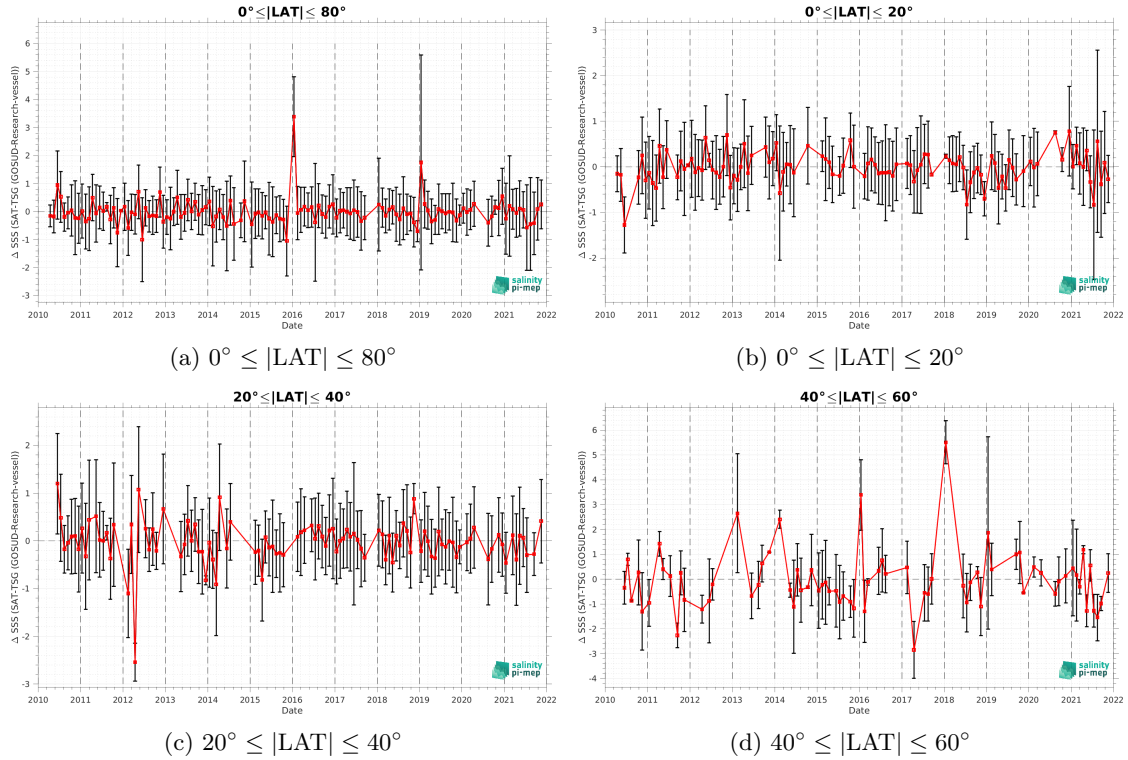 0°≤|LAT|≤ 80°
Δ SSS (SAT-TSG (GOSUD-Research-vessel))
6
5
4
3
2
1
0
-1
-2
-3
salinity
pi-mep
2010 2011 2012 2013 2014 2015 2016 2017 2018 2019 2020 2021 2022
Date
(a) 0° ≤ |LAT| ≤ 80°
0°≤|LAT|≤ 20°
Δ SSS (SAT-TSG (GOSUD-Research-vessel))
3
2
1
0
-1
-2
salinity
pi-mep
2010 2011 2012 2013 2014 2015 2016 2017 2018 2019 2020 2021 2022
Date
(b) 0° ≤ |LAT| ≤ 20°
20°≤|LAT|≤ 40°
Δ SSS (SAT-TSG (GOSUD-Research-vessel))
2
1
0
-1
-2
-3
salinity
pi-mep
2010 2011 2012 2013 2014 2015 2016 2017 2018 2019 2020 2021 2022
Date
(c) 20° ≤ |LAT| ≤ 40°
40°≤|LAT|≤ 60°
Δ SSS (SAT-TSG (GOSUD-Research-vessel))
6
5
4
3
2
1
0
-1
-2
-3
-4
salinity
pi-mep
2010 2011 2012 2013 2014 2015 2016 2017 2018 2019 2020 2021 2022
Date
(d) 40° ≤ |LAT| ≤ 60°